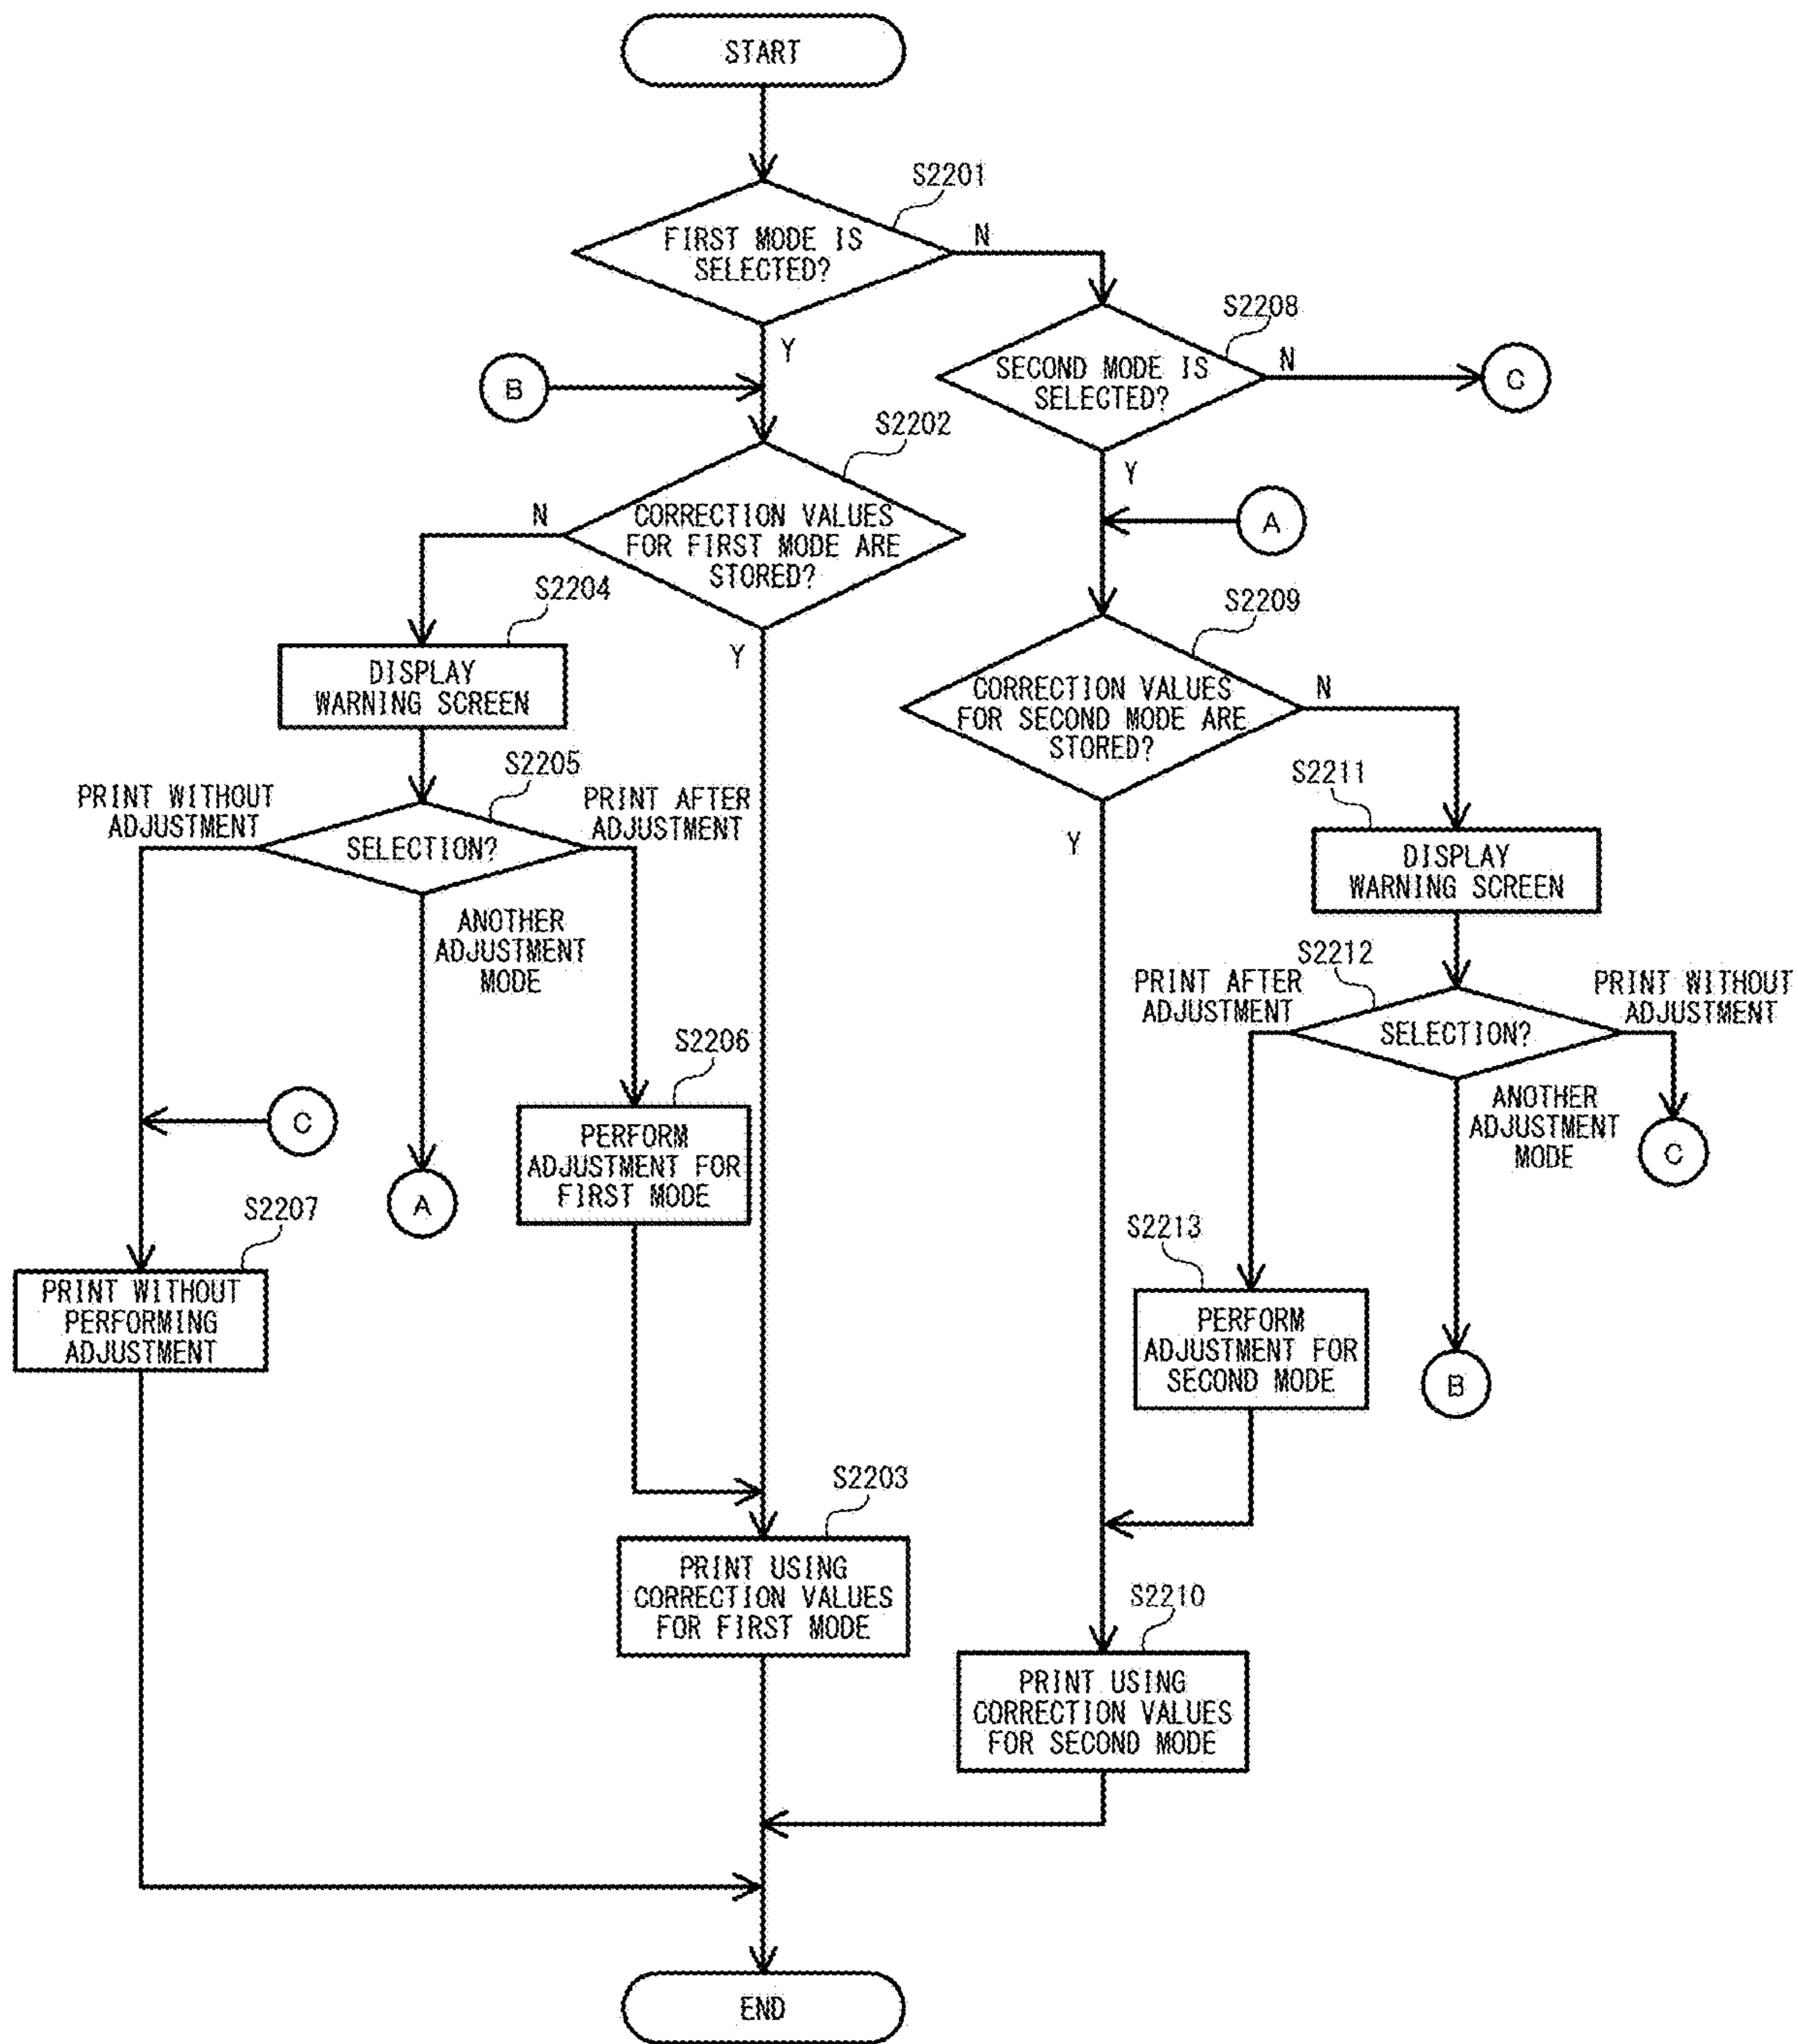 START
S2201
FIRST MODE IS
SELECTED?
N
Y
S2208
SECOND MODE IS
SELECTED?
N
C
Y
B
S2202
CORRECTION VALUES
FOR FIRST MODE ARE
STORED?
N
Y
A
S2209
CORRECTION VALUES
FOR SECOND MODE ARE
STORED?
N
Y
S2204
DISPLAY
WARNING SCREEN
S2205
PRINT WITHOUT
ADJUSTMENT
SELECTION?
PRINT AFTER
ADJUSTMENT
ANOTHER
ADJUSTMENT
MODE
S2211
DISPLAY
WARNING SCREEN
S2212
PRINT AFTER
ADJUSTMENT
SELECTION?
PRINT WITHOUT
ADJUSTMENT
ANOTHER
ADJUSTMENT
MODE
C
S2206
PERFORM
ADJUSTMENT FOR
FIRST MODE
C
A
S2207
PRINT WITHOUT
PERFORMING
ADJUSTMENT
S2213
PERFORM
ADJUSTMENT FOR
SECOND MODE
B
S2203
PRINT USING
CORRECTION VALUES
FOR FIRST MODE
S2210
PRINT USING
CORRECTION VALUES
FOR SECOND MODE
END